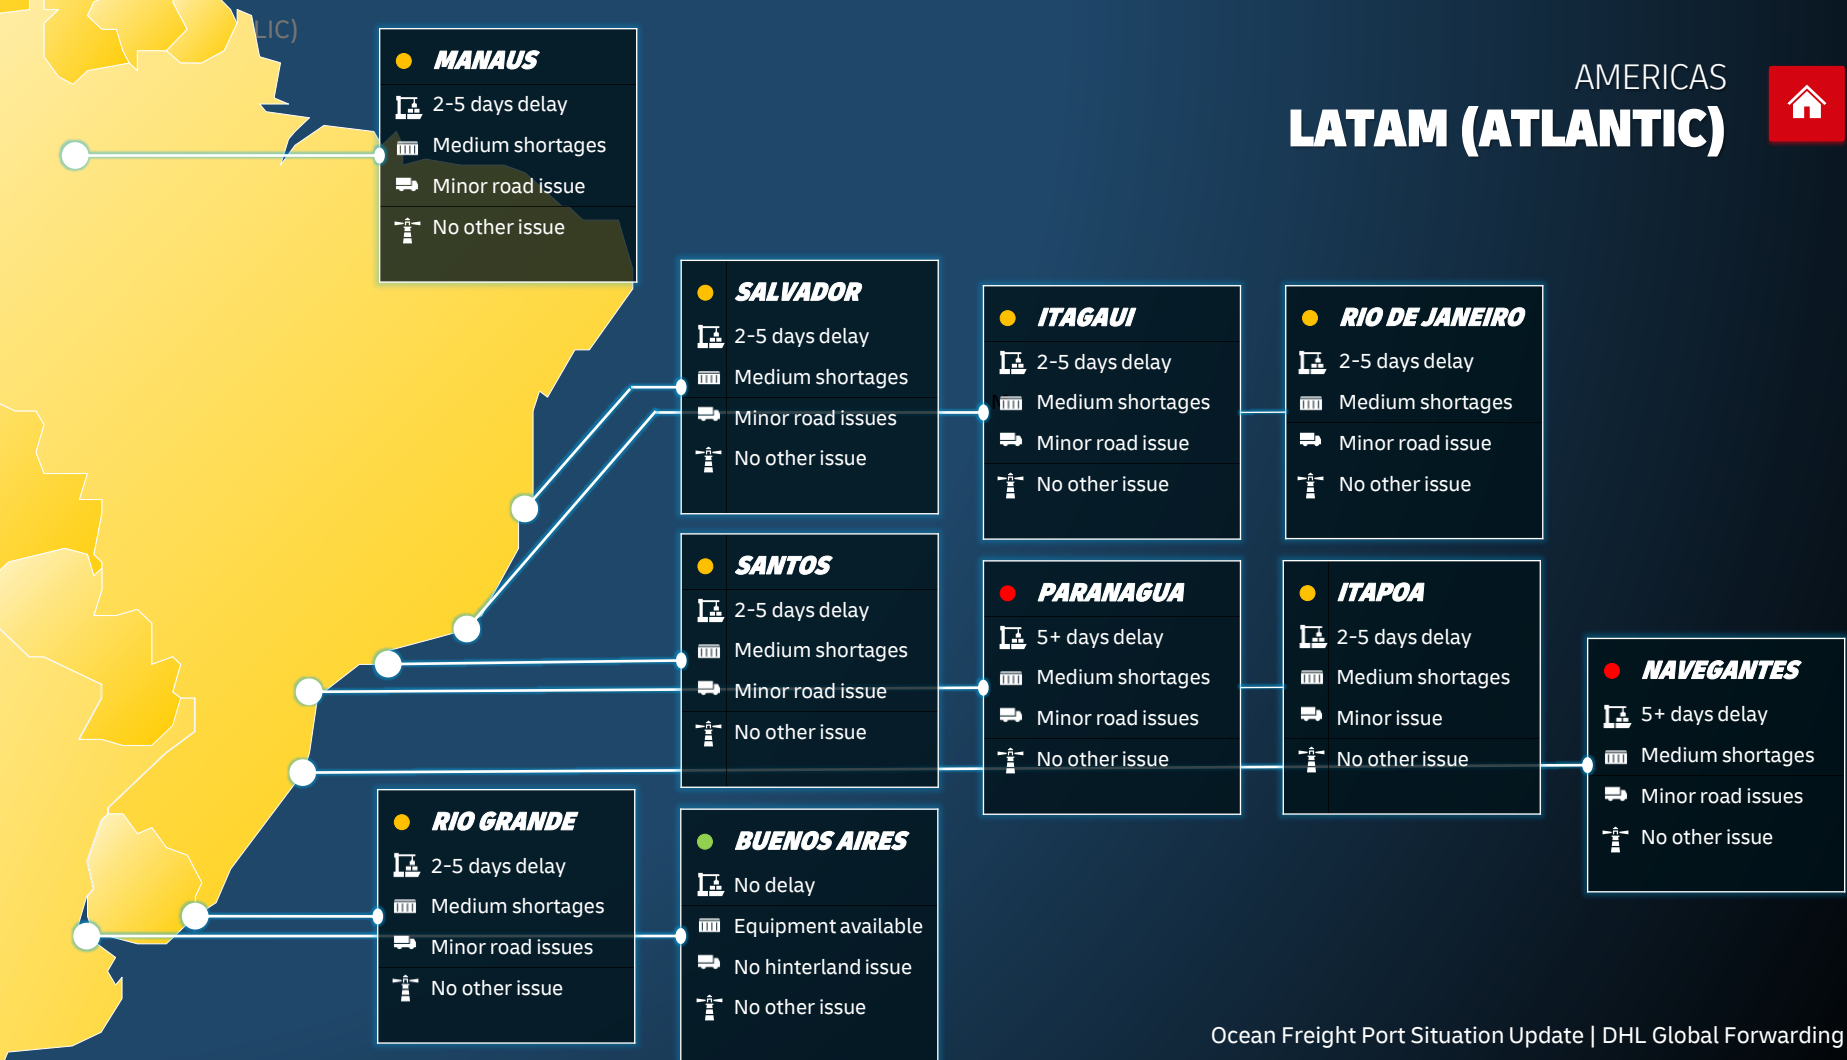 LIC)
AMERICAS
LATAM (ATLANTIC)
MANAUS
2-5 days delay
Medium shortages
Minor road issue
No other issue
SALVADOR
2-5 days delay
Medium shortages
Minor road issues
No other issue
ITAGAUI
2-5 days delay
Medium shortages
Minor road issue
No other issue
RIO DE JANEIRO
2-5 days delay
Medium shortages
Minor road issue
No other issue
SANTOS
2-5 days delay
Medium shortages
Minor road issue
No other issue
PARANAGUA
5+ days delay
Medium shortages
Minor road issues
No other issue
ITAPOA
2-5 days delay
Medium shortages
Minor issue
No other issue
NAVEGANTES
5+ days delay
Medium shortages
Minor road issues
No other issue
RIO GRANDE
2-5 days delay
Medium shortages
Minor road issues
No other issue
BUENOS AIRES
No delay
Equipment available
No hinterland issue
No other issue
Ocean Freight Port Situation Update | DHL Global Forwarding